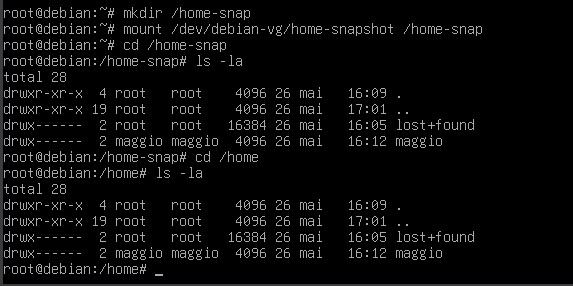 root@debian:~# mkdir /home-snap
root@debian:~# mount /dev/debian-vg/home-snapshot /home-snap
root@debian:~# cd /home-snap
root@debian:/home-snap# ls -la
total 28
drwxr-xr-x  4 root   root    4096 26 mai   16:09 .
drwxr-xr-x 19 root   root    4096 26 mai   17:01 ..
drwx------  2 root   root   16384 26 mai   16:05 lost+found
drwx------  2 maggio maggio  4096 26 mai   16:12 maggio
root@debian:/home-snap# cd /home
root@debian:/home# ls -la
total 28
drwxr-xr-x  4 root   root    4096 26 mai   16:09 .
drwxr-xr-x 19 root   root    4096 26 mai   17:01 ..
drwx------  2 root   root   16384 26 mai   16:05 lost+found
drwx------  2 maggio maggio  4096 26 mai   16:12 maggio
root@debian:/home# _